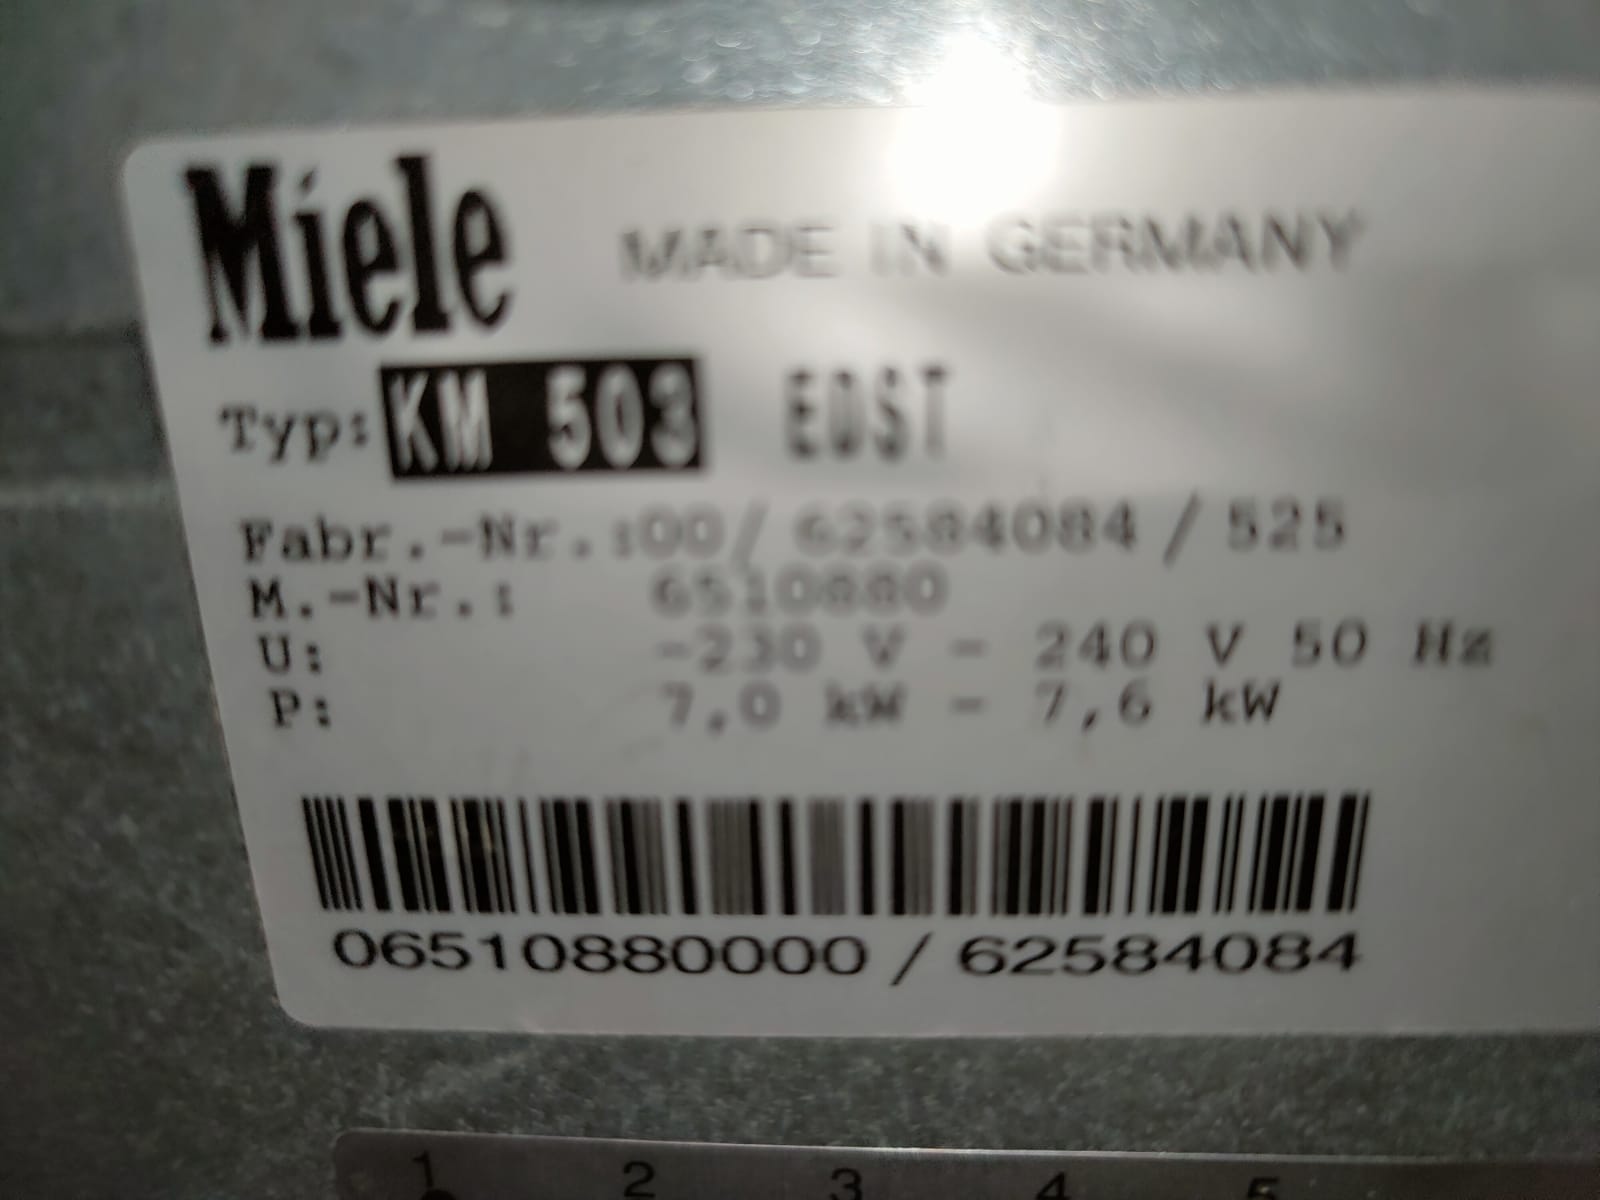 Miele MADE IN GERMANY
Typ: KM 503 EDST
Fabr.-Nr.:00/ 62584084 / 525
M.-Nr.: 6510880
U: ~230 V - 240 V 50 Hz
P: 7,0 kW - 7,6 kW
06510880000 / 62584084
1 2 3 4 5